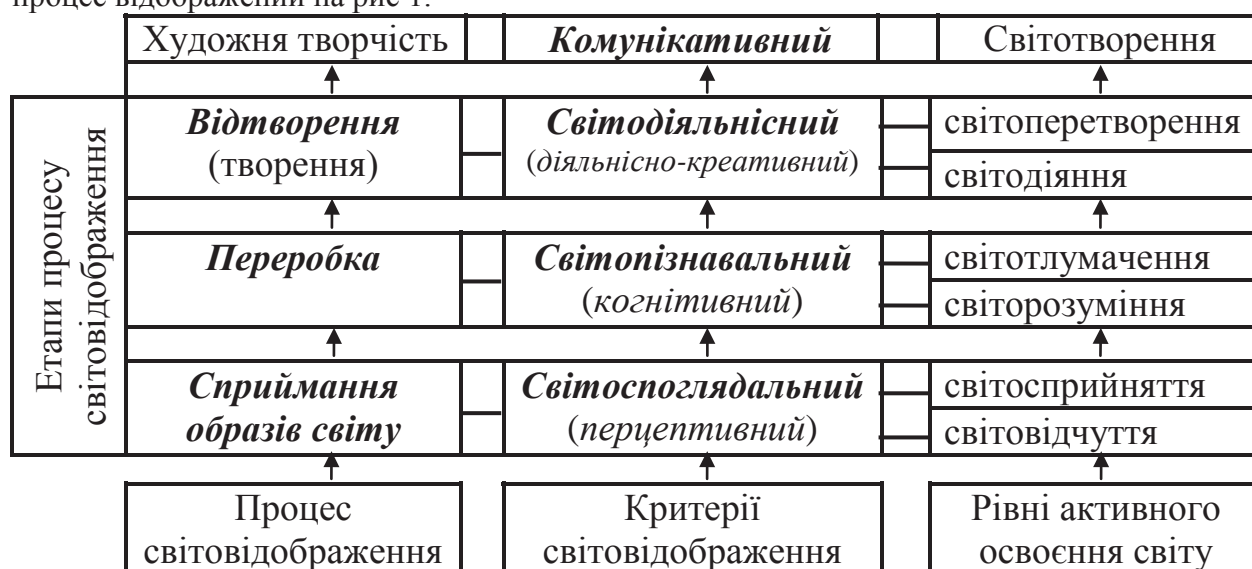 процес відображений на рис 1.
Художня творчість Комунікативний Світотворення
Етапи процесу
світовідображення
Відтворення
(творення)
Світодіяльнісний
(діяльнісно-креативний)
світоперетворення
світодіяння
Переробка
Світопізнавальний
(когнітивний)
світотлумачення
світорозуміння
Сприймання
образів світу
Світоспоглядальний
(перцептивний)
світосприйняття
світовідчуття
Процес
світовідображення
Критерії
світовідображення
Рівні активного
освоєння світу